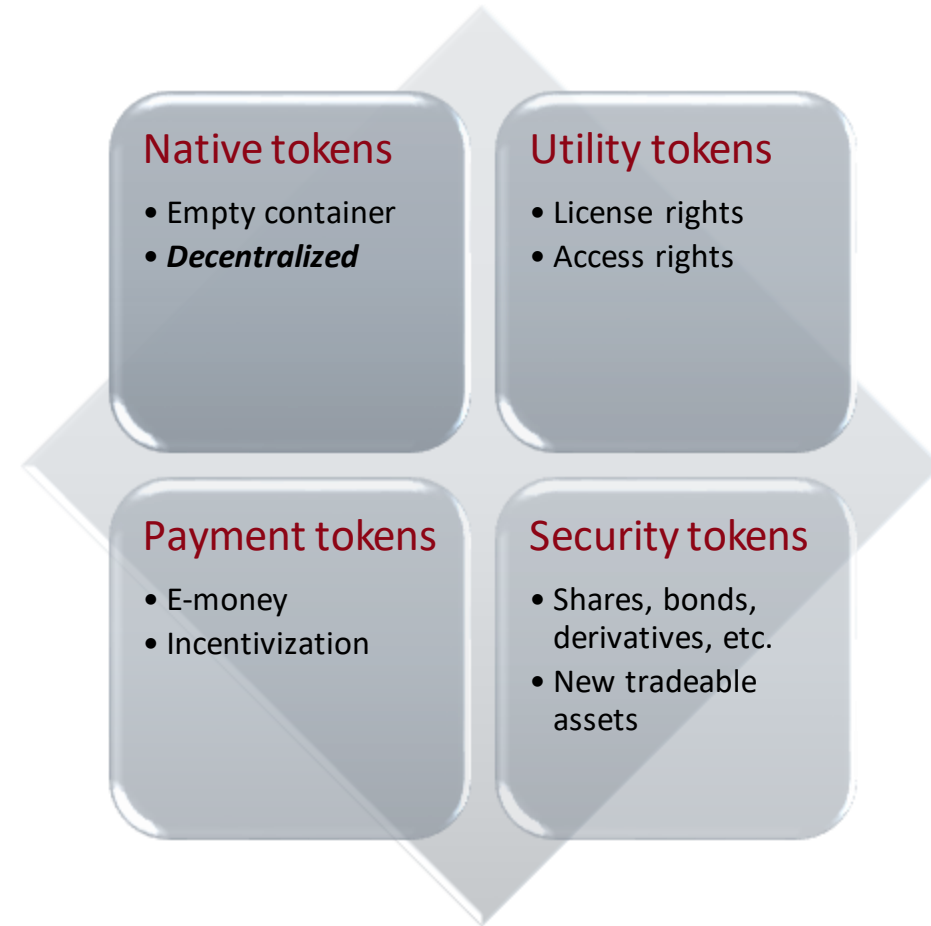 Native tokens
• Empty container
• Decentralized
Utility tokens
• License rights
• Access rights
Payment tokens
• E-money
• Incentivization
Security tokens
• Shares, bonds,
derivatives, etc.
• New tradeable
assets